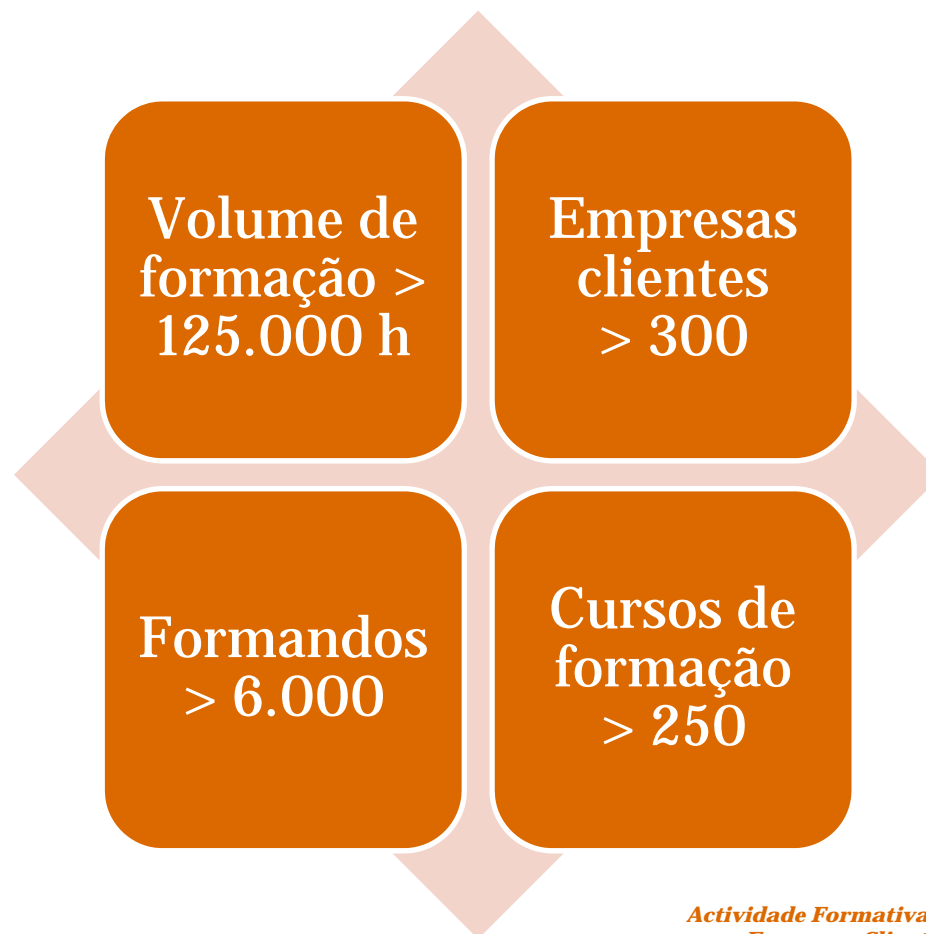 Volume de
formação >
125.000 h
Empresas
clientes
> 300
Formandos
> 6.000
Cursos de
formação
> 250
Actividade Formativa